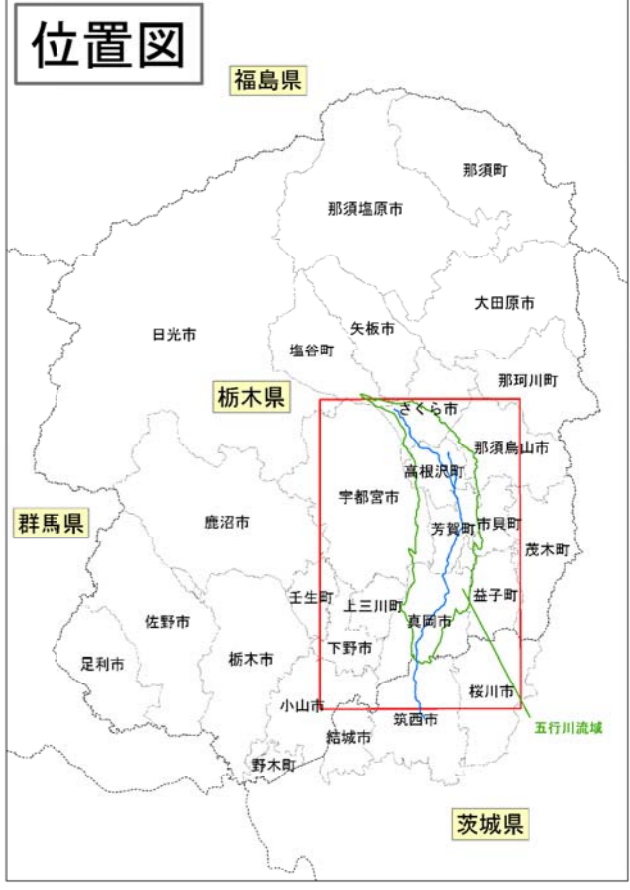 位置図
福島県
那須町
那須塩原市
大田原市
日光市
矢板市
塩谷町
那珂川町
栃木県
さくら市
那須烏山市
高根沢町
宇都宮市
群馬県
鹿沼市
芳賀町
市貝町
茂木町
壬生町
上三川町
益子町
佐野市
真岡市
下野市
足利市
栃木市
桜川市
小山市
筑西市
五行川流域
結城市
野木町
茨城県